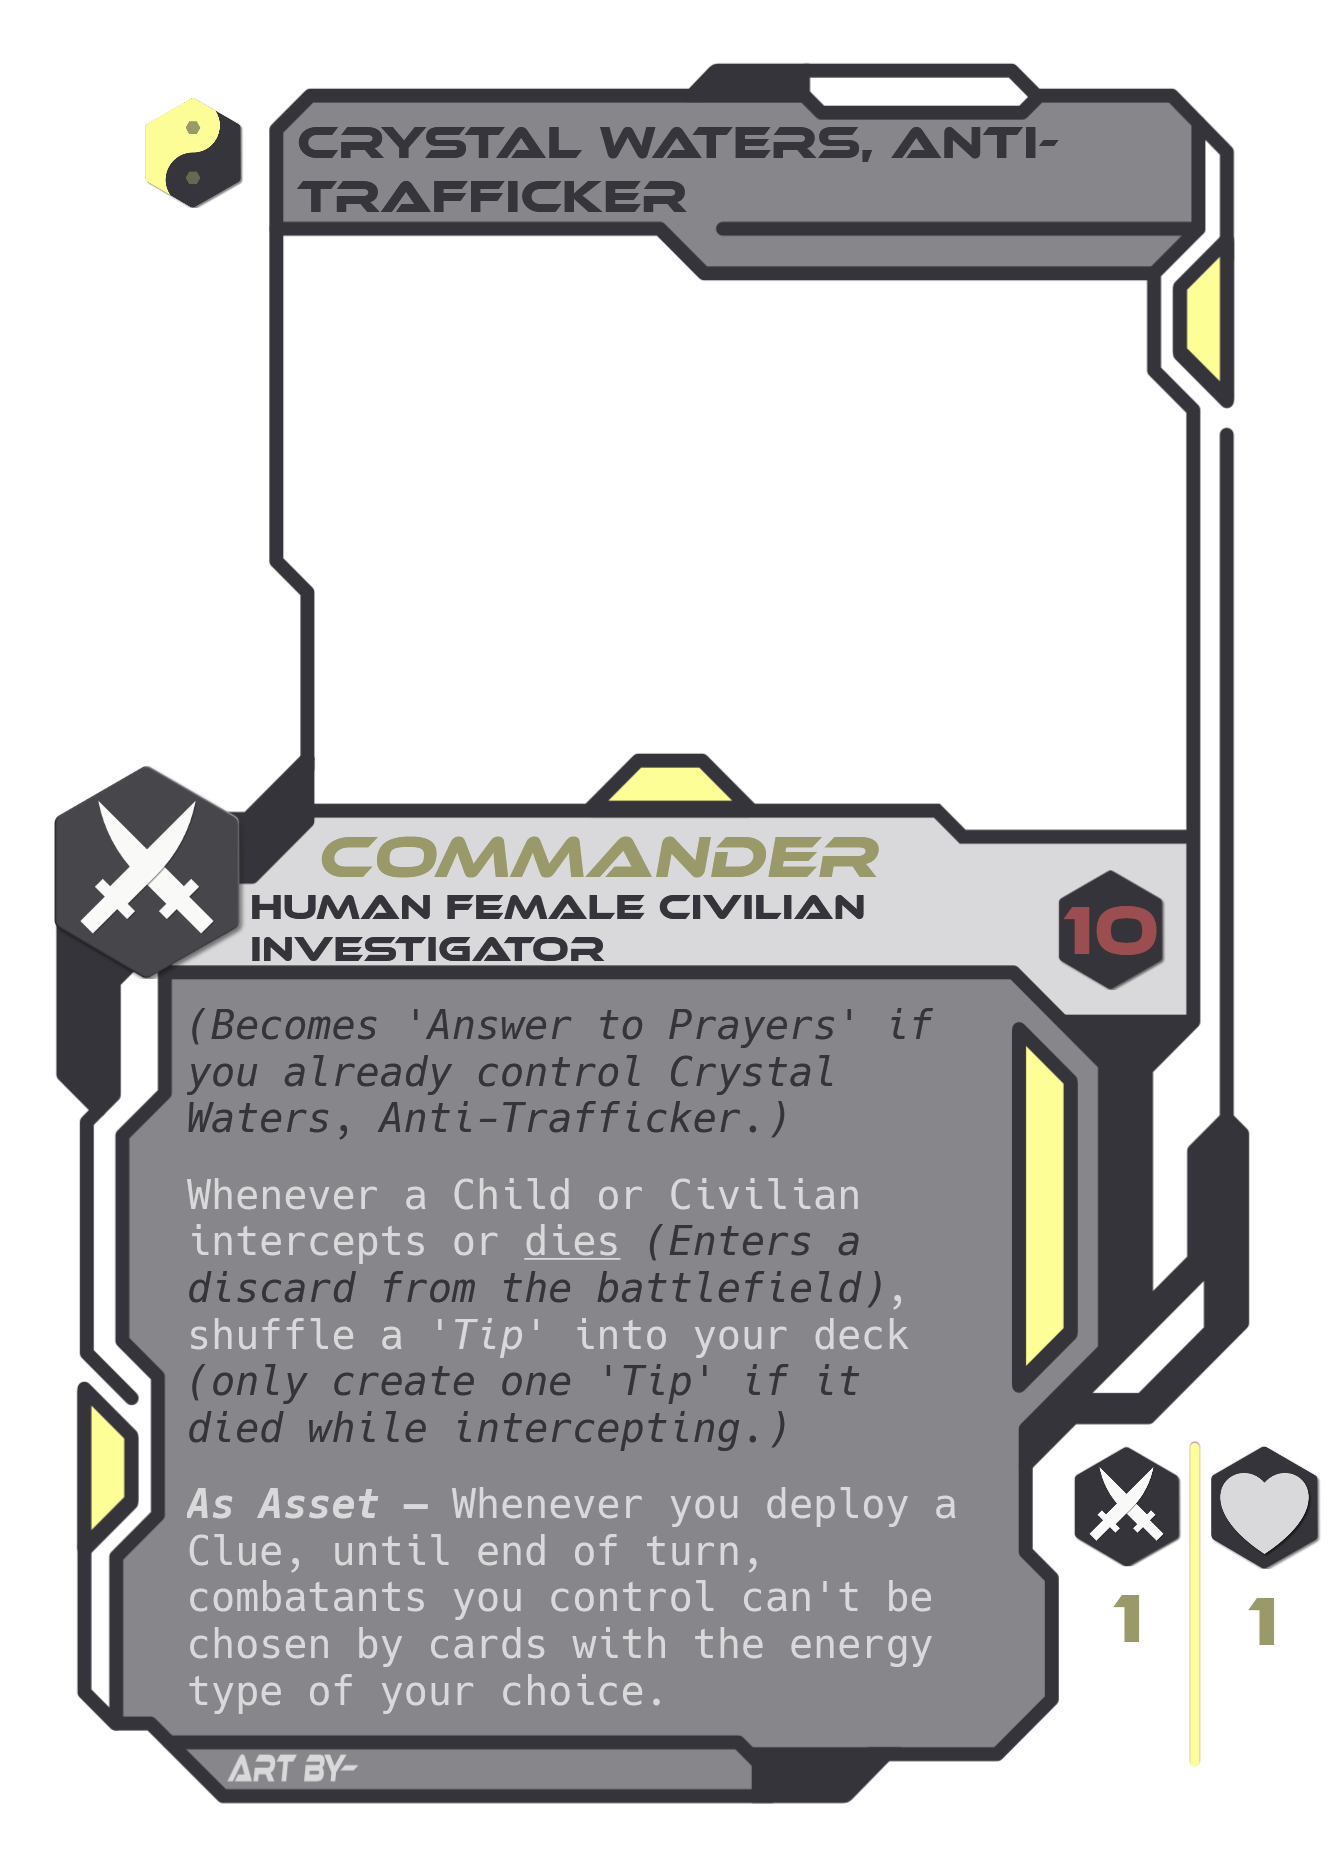 CRYSTAL WATERS, ANTI-
TRAFFICKER
COMMANDER
HUMAN FEMALE CIVILIAN
INVESTIGATOR
10
(Becomes 'Answer to Prayers' if
you already control Crystal
Waters, Anti-Trafficker.)
Whenever a Child or Civilian
intercepts or dies (Enters a
discard from the battlefield),
shuffle a 'Tip' into your deck
(only create one 'Tip' if it
died while intercepting.)
As Asset — Whenever you deploy a
Clue, until end of turn,
combatants you control can't be
chosen by cards with the energy
type of your choice.
1
1
ART BY-